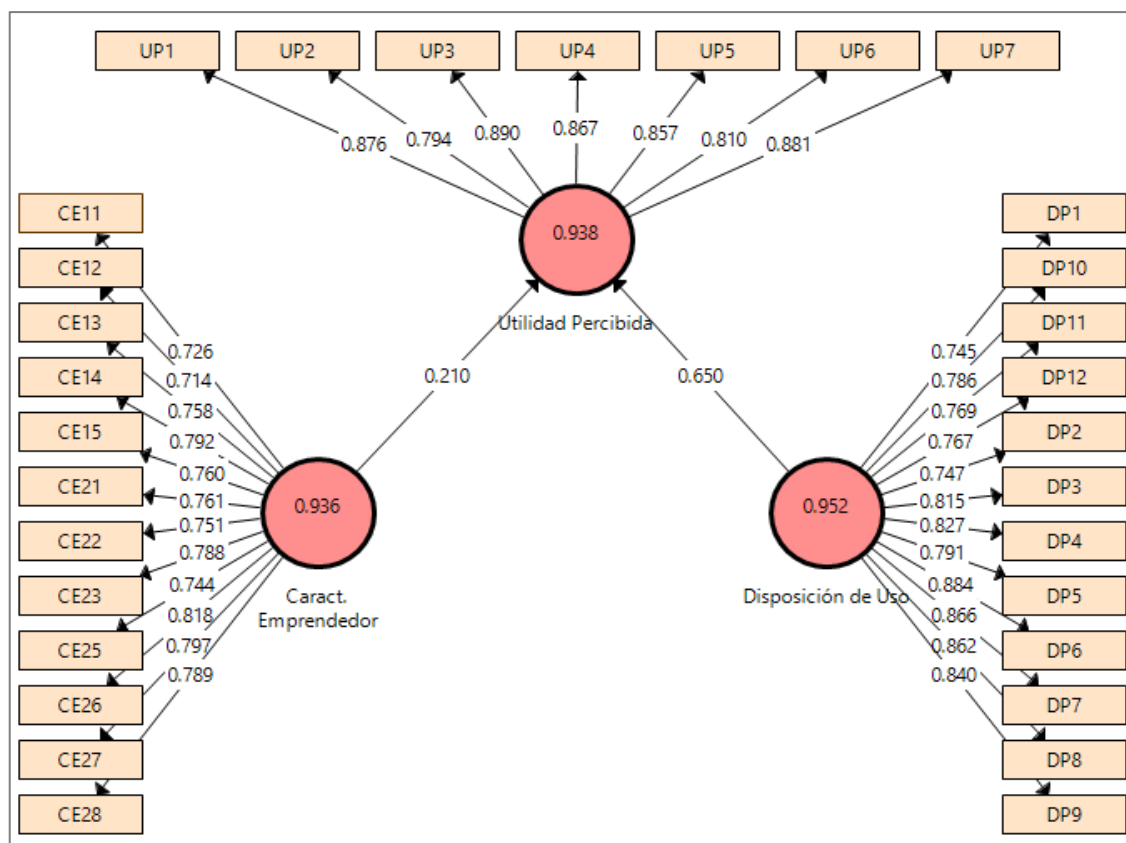 UP1 UP2 UP3 UP4 UP5 UP6 UP7
0.876 0.794 0.890 0.867 0.857 0.810 0.881
0.938
Utilidad Percibida
0.210
0.650
CE11
CE12
CE13
CE14
CE15
CE21
CE22
CE23
CE25
CE26
CE27
CE28
0.726
0.714
0.758
0.792
0.760
0.761
0.751
0.788
0.744
0.818
0.797
0.789
0.936
Caract.
Emprendedor
0.952
Disposición de Uso
0.745
0.786
0.769
0.767
0.747
0.815
0.827
0.791
0.884
0.866
0.862
0.840
DP1
DP10
DP11
DP12
DP2
DP3
DP4
DP5
DP6
DP7
DP8
DP9